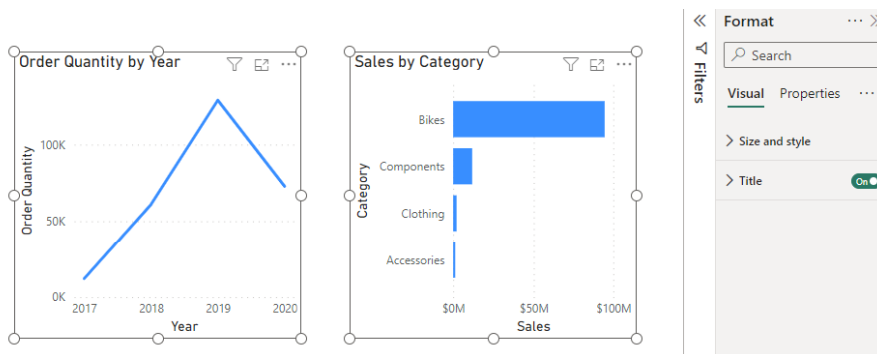 Order Quantity by Year
100K
50K
0K
Order Quantity
2017 2018 2019 2020
Year
Sales by Category
Bikes
Components
Clothing
Accessories
Category
$0M $50M $100M
Sales
Filters
Format
Search
Visual Properties
Size and style
Title On